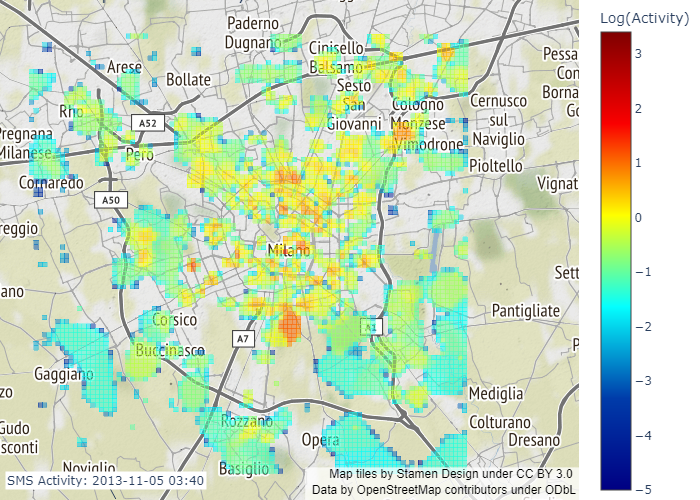 Log(Activity)
3
2
1
0
−1
−2
−3
−4
−5
Paderno
Dugnano
Cinisello
Balsamo
Arese
Bollate
Sesto
San
Giovanni
Cologno
Monzese
Vimodrone
Cernusco
sul
Naviglio
Pessa
Con
Borna
Go
Rho
A52
Pero
Pregnana
Milanese
Cornaredo
Pioltello
Vignat
A50
reggio
Milano
Sett
ano
Pantigliate
Corsico
A7
A1
Buccinasco
P
Gaggiano
zo
Mediglia
Rozzano
Colturano
Dresano
Gudo
sconti
Opera
Noviglio
Basiglio
SMS Activity: 2013-11-05 03:40
Map tiles by Stamen Design under CC BY 3.0
Data by OpenStreetMap contributors under ODbL